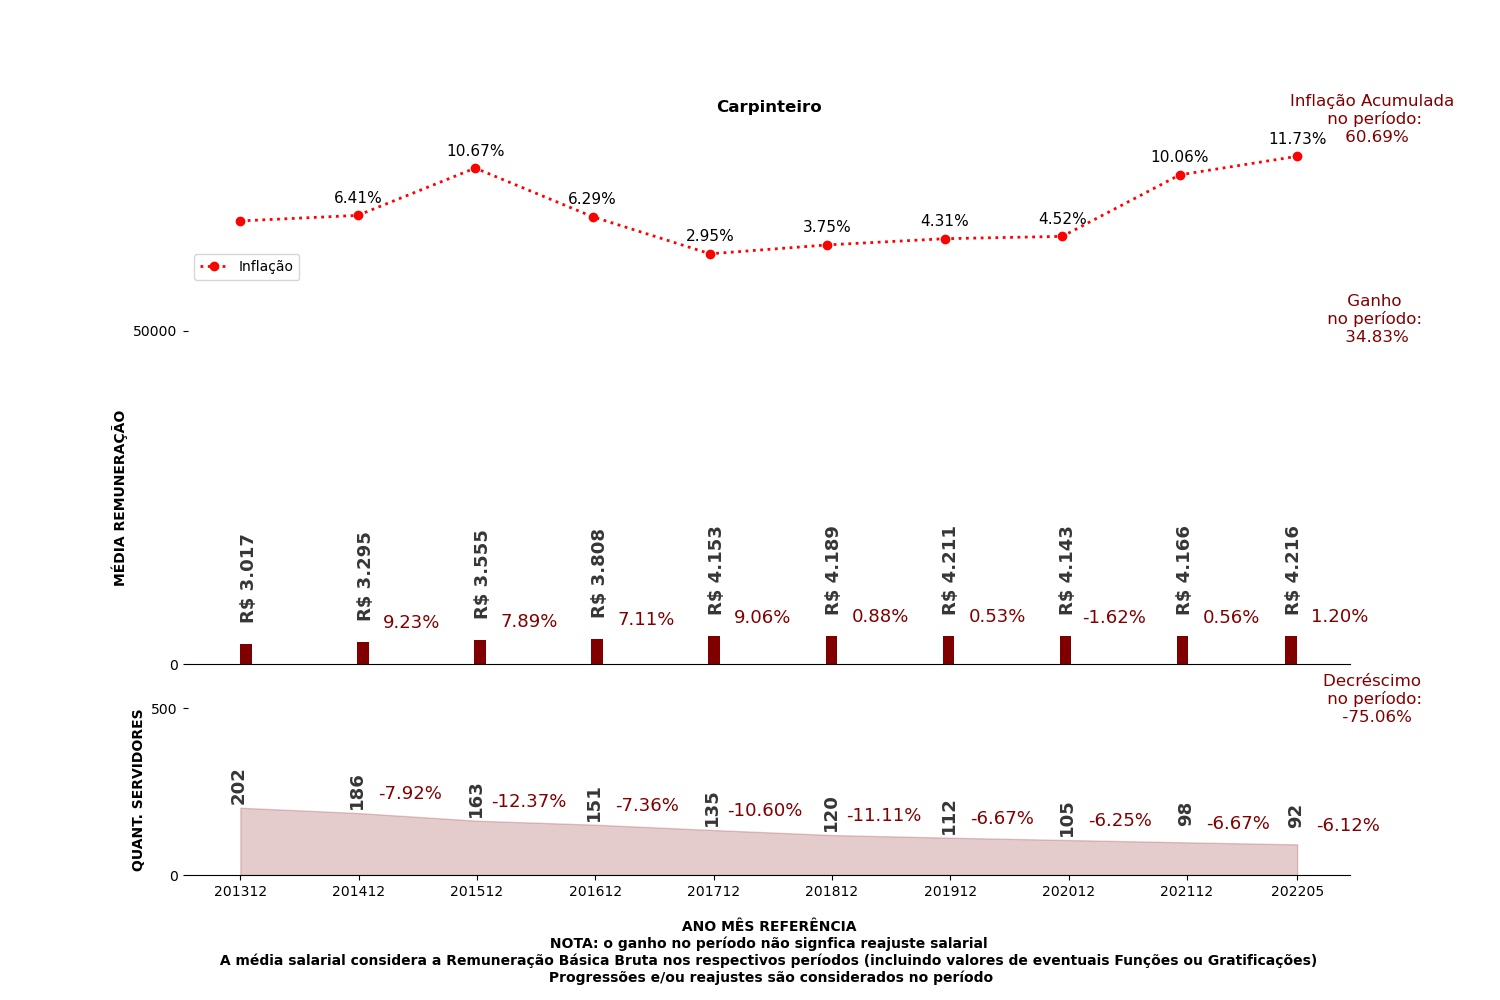 Carpinteiro
Inflação Acumulada
no período:
60.69%
6.41%
10.67%
6.29%
2.95%
3.75%
4.31%
4.52%
10.06%
11.73%
Inflação
Ganho
no período:
34.83%
50000
0
MÉDIA REMUNERAÇÃO
R$ 3.017
R$ 3.295
R$ 3.555
R$ 3.808
R$ 4.153
R$ 4.189
R$ 4.211
R$ 4.143
R$ 4.166
R$ 4.216
9.23%
7.89%
7.11%
9.06%
0.88%
0.53%
-1.62%
0.56%
1.20%
Decréscimo
no período:
-75.06%
500
0
QUANT. SERVIDORES
202
186
163
151
135
120
112
105
98
92
-7.92%
-12.37%
-7.36%
-10.60%
-11.11%
-6.67%
-6.25%
-6.67%
-6.12%
201312
201412
201512
201612
201712
201812
201912
202012
202112
202205
ANO MÊS REFERÊNCIA
NOTA: o ganho no período não signfica reajuste salarial
A média salarial considera a Remuneração Básica Bruta nos respectivos períodos (incluindo valores de eventuais Funções ou Gratificações)
Progressões e/ou reajustes são considerados no período